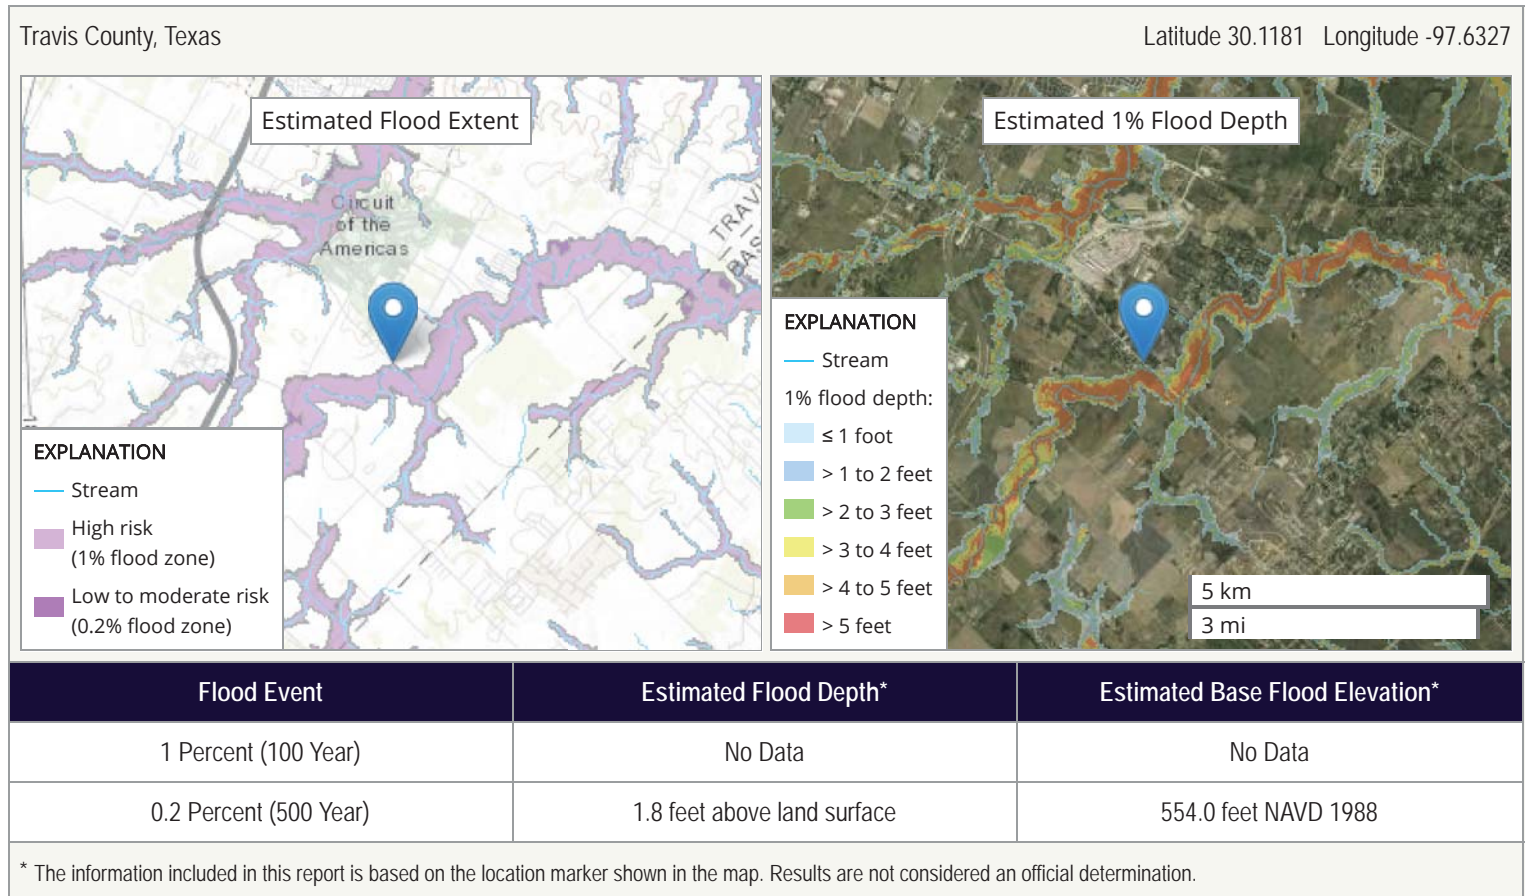 Travis County, Texas
Latitude 30.1181 Longitude -97.6327
Estimated Flood Extent
Circuit
of the
Americas
EXPLANATION
Stream
High risk
(1% flood zone)
Low to moderate risk
(0.2% flood zone)
Estimated 1% Flood Depth
EXPLANATION
Stream
1% flood depth:
≤ 1 foot
> 1 to 2 feet
> 2 to 3 feet
> 3 to 4 feet
> 4 to 5 feet
> 5 feet
5 km
3 mi
Flood Event Estimated Flood Depth* Estimated Base Flood Elevation*
1 Percent (100 Year) No Data No Data
0.2 Percent (500 Year) 1.8 feet above land surface 554.0 feet NAVD 1988
* The information included in this report is based on the location marker shown in the map. Results are not considered an official determination.